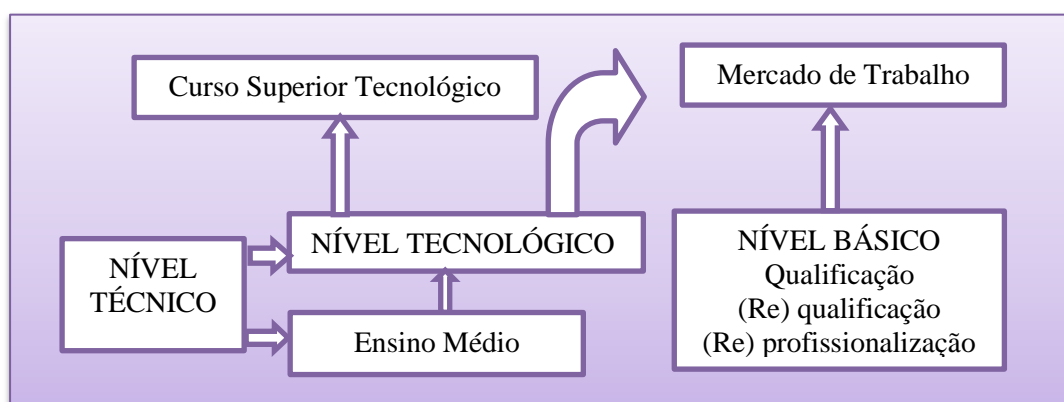 Curso Superior Tecnológico
Mercado de Trabalho
NÍVEL TECNOLÓGICO
NÍVEL
TÉCNICO
Ensino Médio
NÍVEL BÁSICO
Qualificação
(Re) qualificação
(Re) profissionalização